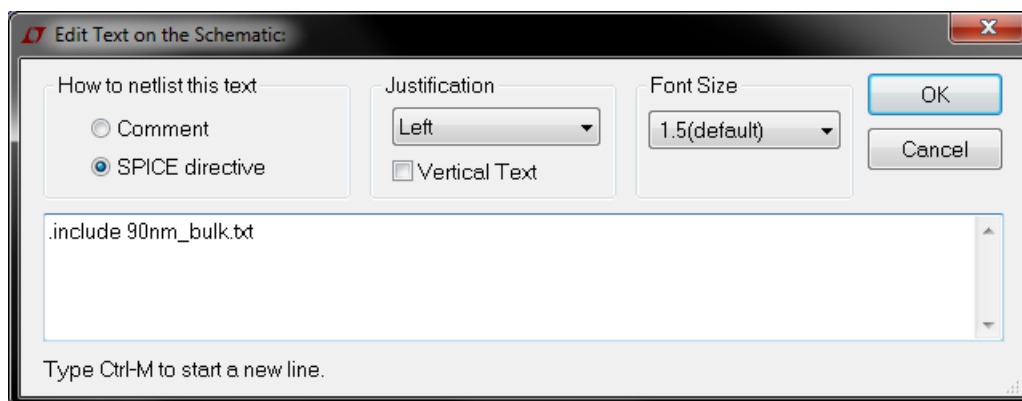 Edit Text on the Schematic:
How to netlist this text
Comment
SPICE directive
Justification
Left
Vertical Text
Font Size
1.5(default)
OK
Cancel
.include 90nm_bulk.txt
Type Ctrl-M to start a new line.